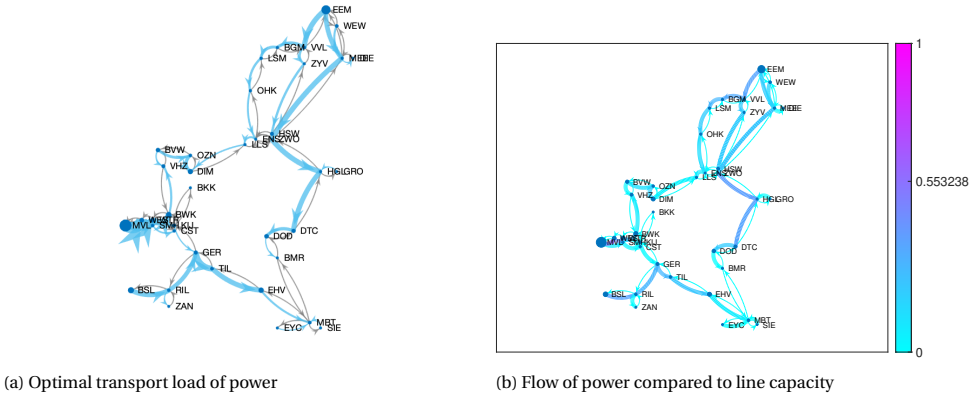 EEM
WEW
BGM
VVL
LSM
ZYV
OHK
HSW
ENS
ZWO
LLS
BVW
OZN
VHZ
DIM
BKK
HGL
GRO
BWK
MVL
CST
DOD
DTC
GER
BMR
TIL
BSL
RIL
EHV
ZAN
MBT
EYC
SIE
(a) Optimal transport load of power
EEM
WEW
BGM
VVL
LSM
ZYV
OHK
HSW
ENS
ZWO
LLS
BVW
OZN
VHZ
DIM
BKK
HGL
GRO
BWK
MVL
CST
DOD
DTC
GER
BMR
TIL
BSL
RIL
EHV
ZAN
MBT
EYC
SIE
1
0.553238
0
(b) Flow of power compared to line capacity